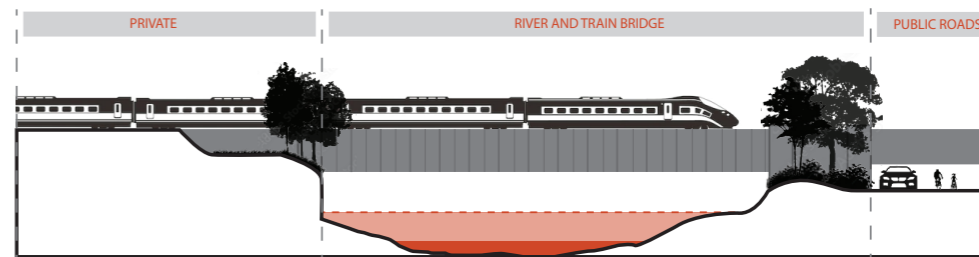 PRIVATE
RIVER AND TRAIN BRIDGE
PUBLIC ROADS